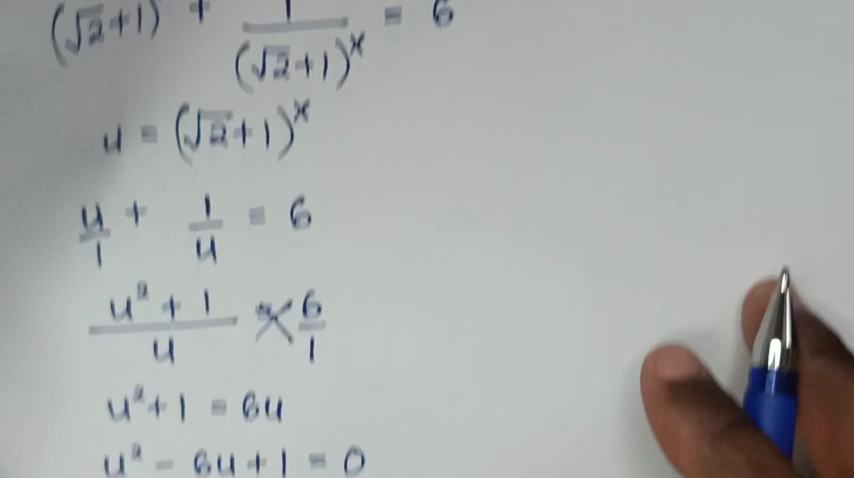 (√2+1) + 1/(√2+1)^x = 6
u = (√2+1)^x
u/1 + 1/u = 6
(u²+1)/u = 6/1
u²+1 = 6u
u² - 6u + 1 = 0